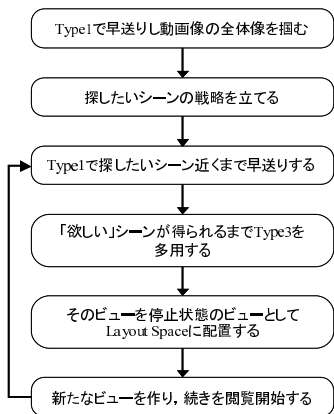 Type1で早送りし動画像の全体像を掴む
探したいシーンの戦略を立てる
Type1で探したいシーン近くまで早送りする
「欲しい」シーンが得られるまでType3を
多用する
そのビューを停止状態のビューとして
Layout Spaceに配置する
新たなビューを作り，続きを閲覧開始する